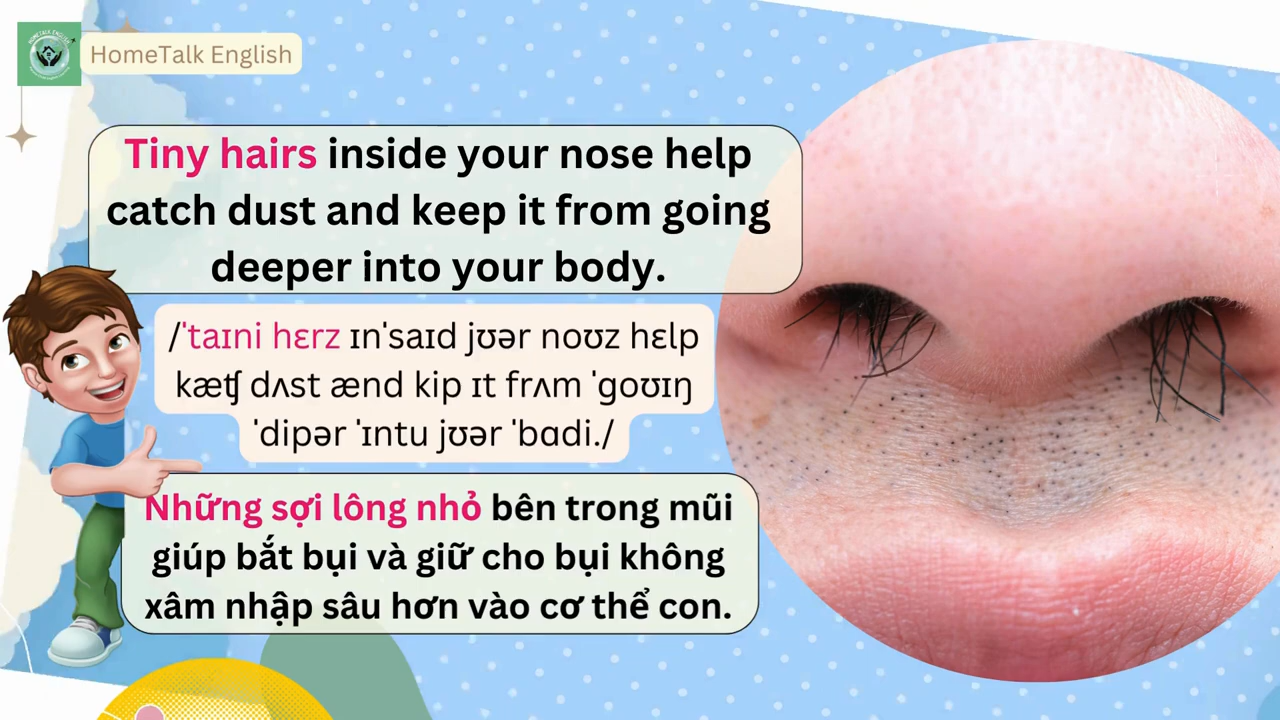 HomeTalk English
Tiny hairs inside your nose help
catch dust and keep it from going
deeper into your body.
/ˈtaɪni hɛrz ɪnˈsaɪd jʊər noʊz hɛlp
kæʧ dʌst ænd kip ɪt frʌm ˈgoʊɪŋ
ˈdipər ˈɪntu jʊər ˈbɑdi./
Những sợi lông nhỏ bên trong mũi
giúp bắt bụi và giữ cho bụi không
xâm nhập sâu hơn vào cơ thể con.